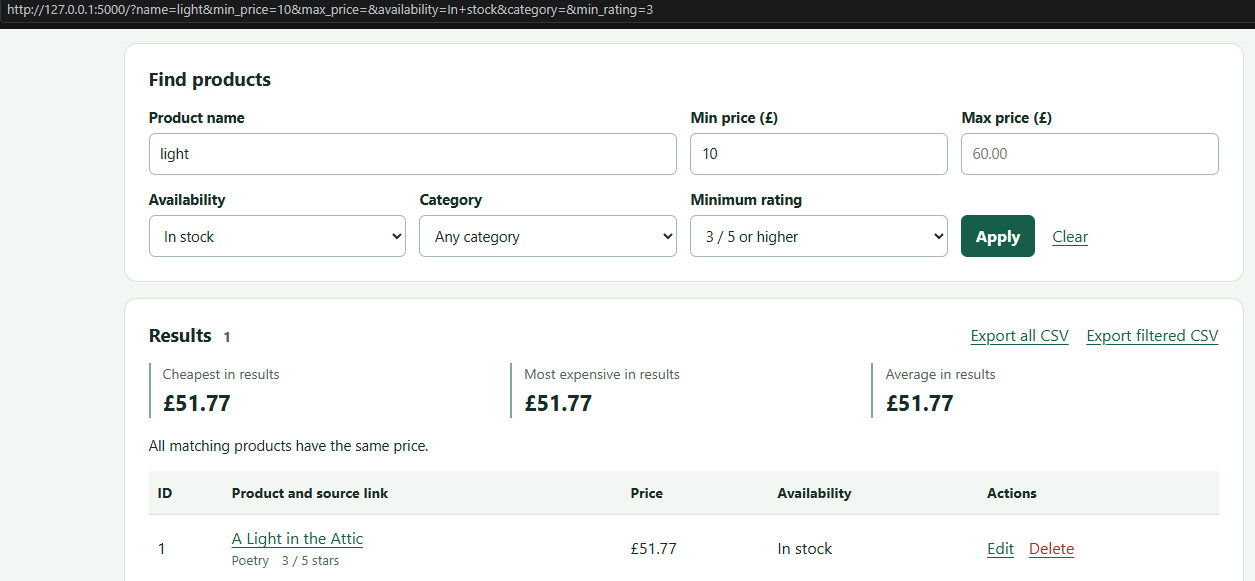 http://127.0.0.1:5000/?name=light&min_price=10&max_price=&availability=In+stock&category=&min_rating=3
Find products
Product name Min price (£) Max price (£)
light 10 60.00
Availability Category Minimum rating
In stock Any category 3 / 5 or higher Apply Clear
Results 1 Export all CSV Export filtered CSV
Cheapest in results Most expensive in results Average in results
£51.77 £51.77 £51.77
All matching products have the same price.
ID Product and source link Price Availability Actions
1 A Light in the Attic £51.77 In stock Edit Delete
Poetry 3 / 5 stars